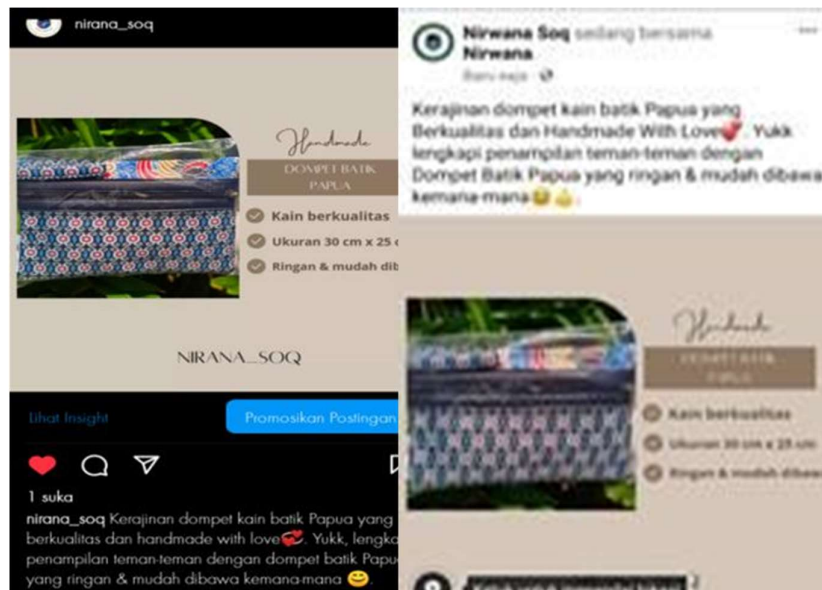 nirana_soq
Handmade
DOMPET BATIK
PAPUA
Kain berkualitas
Ukuran 30 cm x 25 c
Ringan & mudah dib
NIRANA_SOQ
Lihat Insight
Promosikan Postingan
1 suka
nirana_soq Kerajinan dompet kain batik Papua yang
berkualitas dan handmade with love💞. Yukk, lengka
penampilan teman-teman dengan dompet batik Papu
yang ringan & mudah dibawa kemana-mana 😊.
Nirwana Soq sedang bersama
Nirwana
Baru saja
Kerajinan dompet kain batik Papua yang
Berkualitas dan Handmade With Love💕. Yukk
lengkapi penampilan teman-teman dengan
Dompet Batik Papua yang ringan & mudah dibawa
kemana-mana
Handmade
DOMPET BATIK
PAPUA
Kain berkualitas
Ukuran 30 cm x 25 cm
Ringan & mudah dibawa